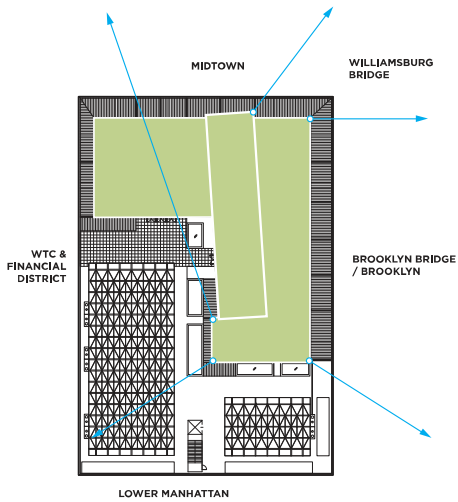 MIDTOWN
WILLIAMSBURG
BRIDGE
WTC &
FINANCIAL
DISTRICT
BROOKLYN BRIDGE
/ BROOKLYN
LOWER MANHATTAN